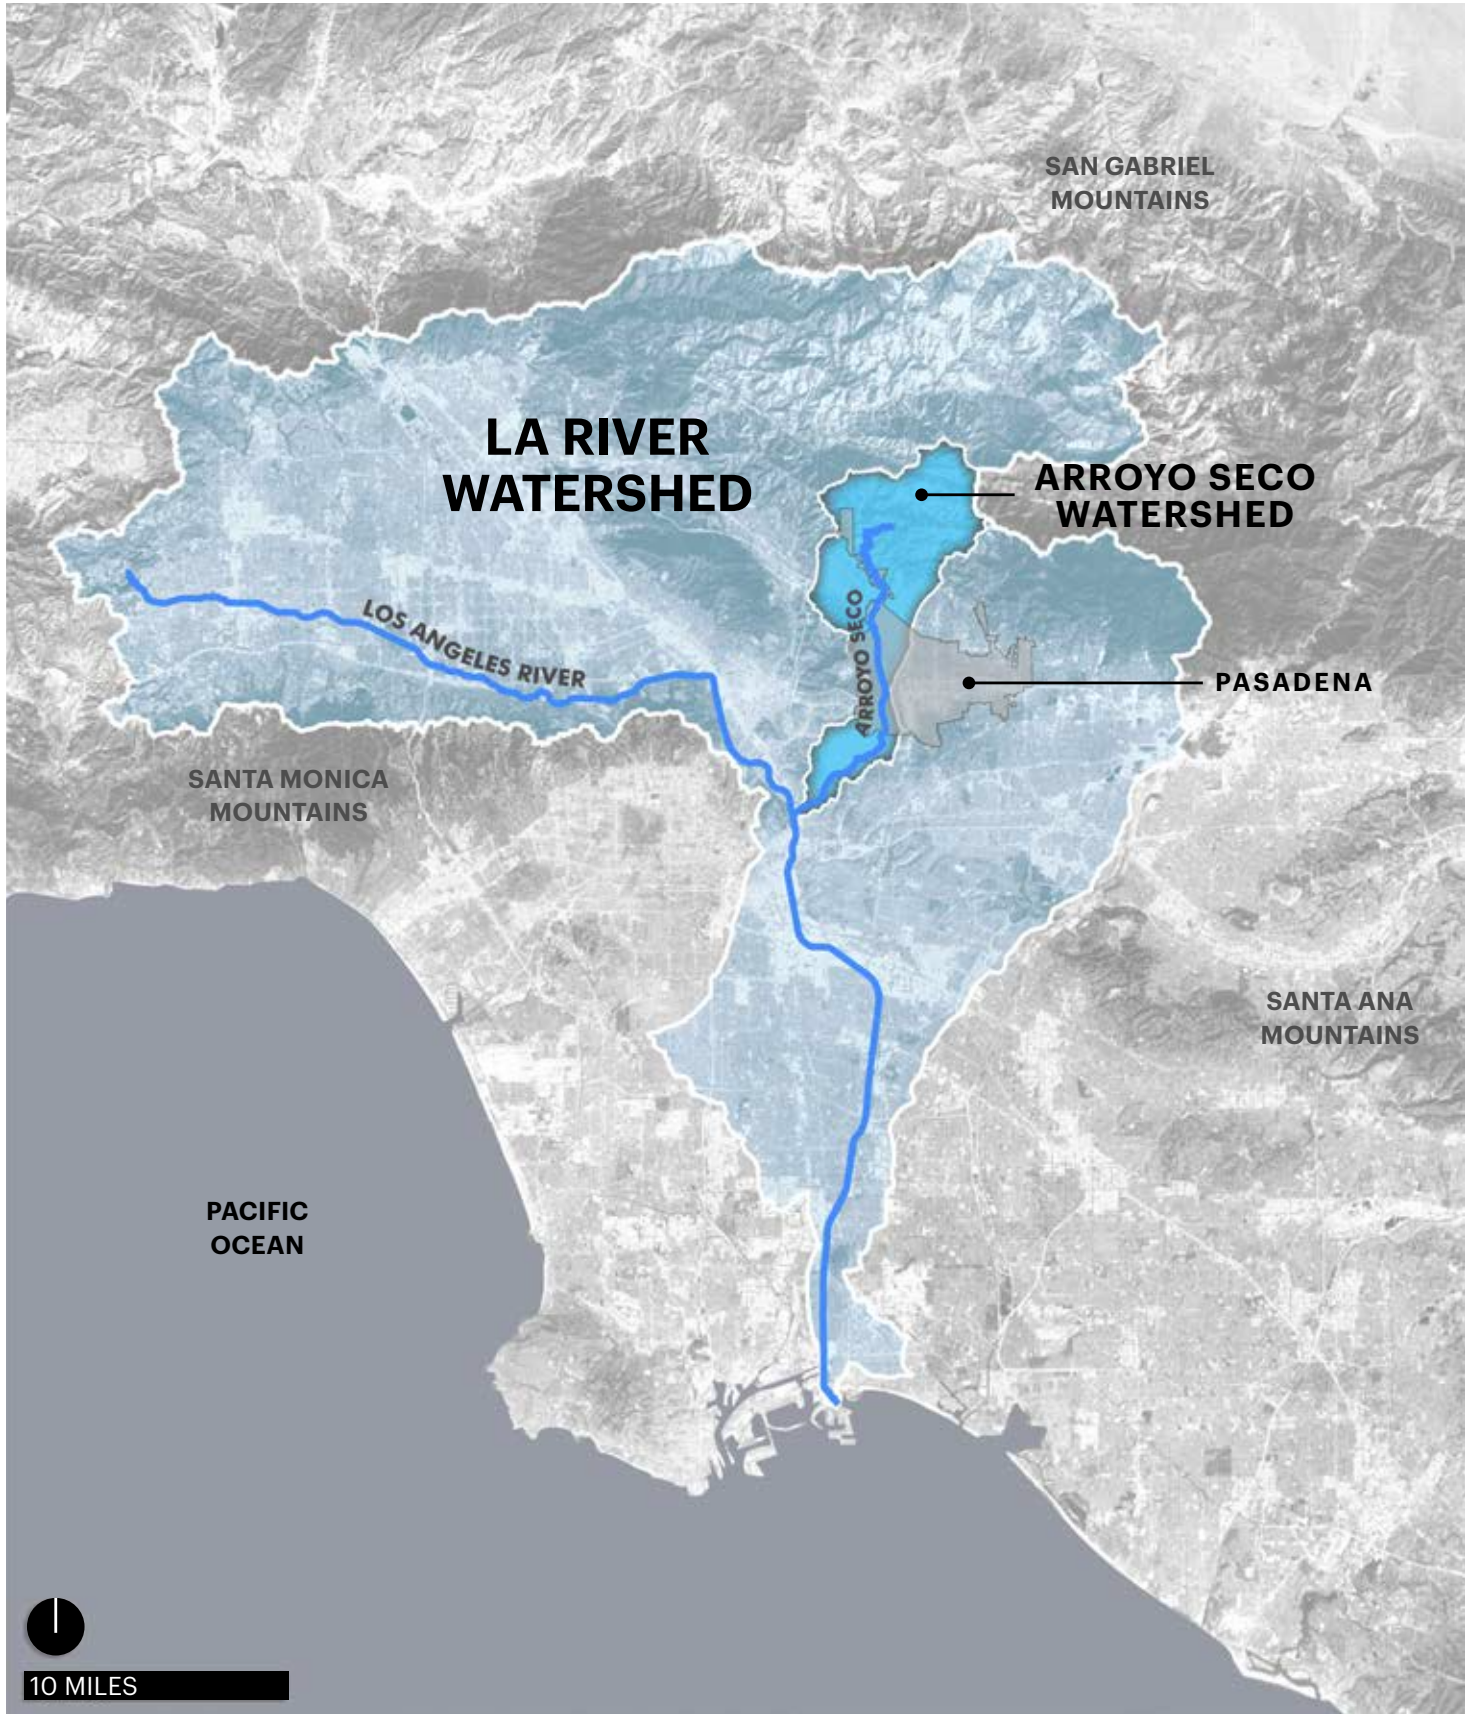 SAN GABRIEL
MOUNTAINS
LA RIVER
WATERSHED
ARROYO SECO
WATERSHED
LOS ANGELES RIVER
ARROYO SECO
PASADENA
SANTA MONICA
MOUNTAINS
SANTA ANA
MOUNTAINS
PACIFIC
OCEAN
10 MILES